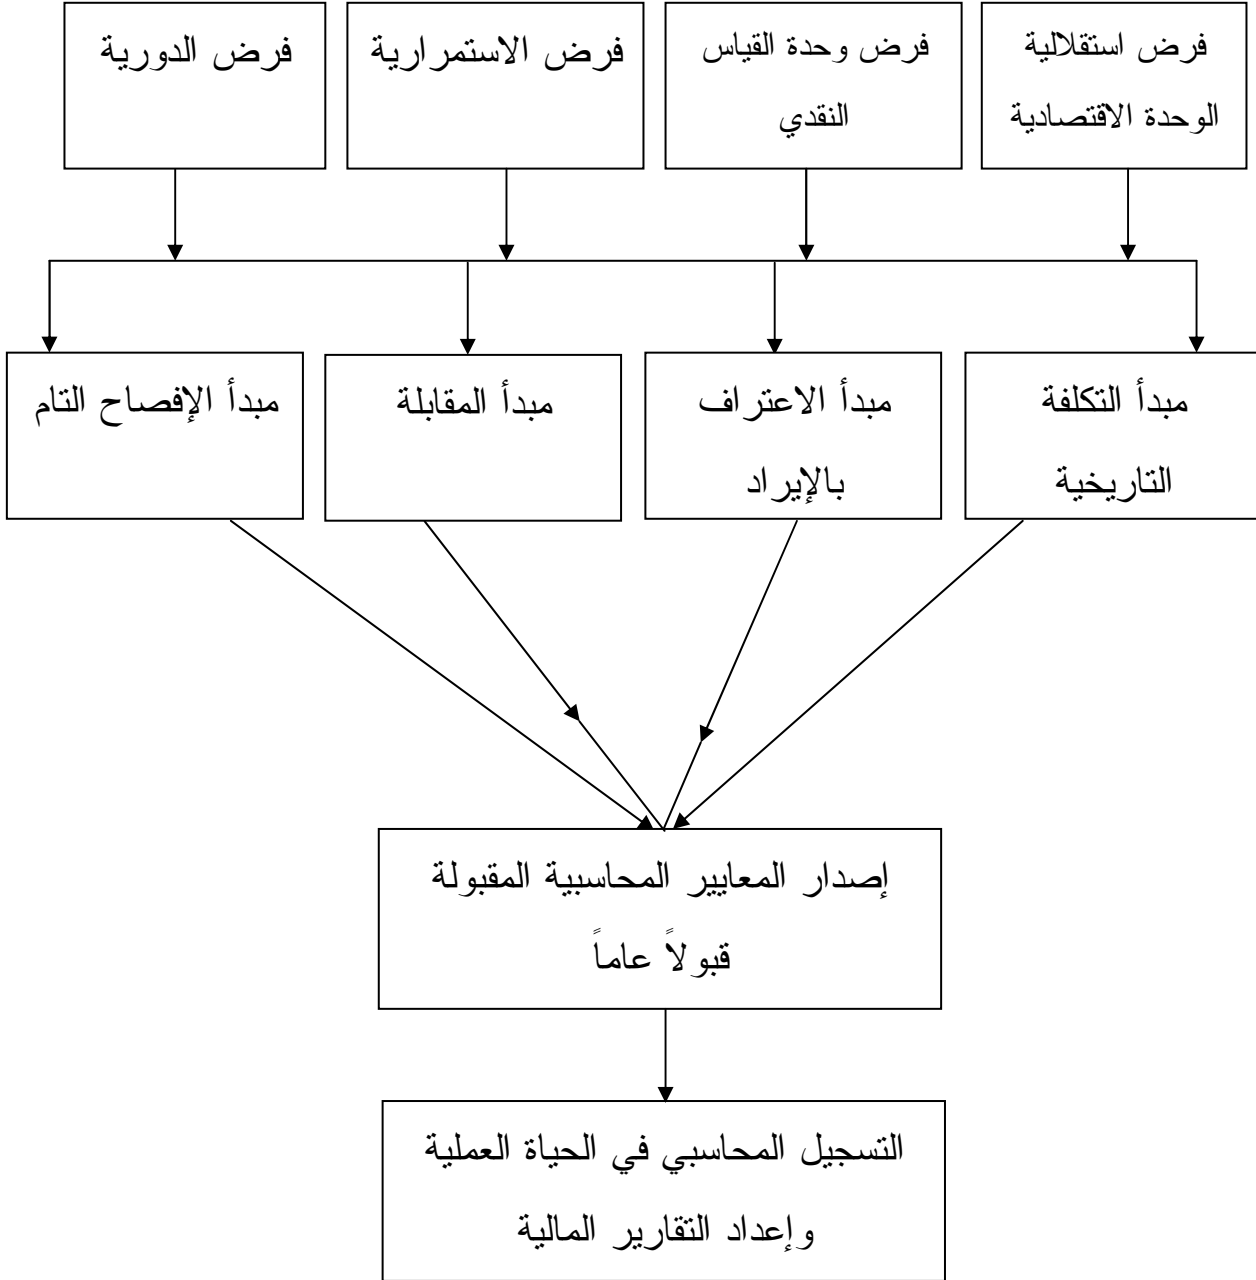 فرض استقلالية
الوحدة الاقتصادية
فرض وحدة القياس
النقدي
فرض الاستمرارية
فرض الدورية
مبدأ التكلفة
التاريخية
مبدأ الاعتراف
بالإيراد
مبدأ المقابلة
مبدأ الإفصاح التام
إصدار المعايير المحاسبية المقبولة
قبولاً عاماً
التسجيل المحاسبي في الحياة العملية
وإعداد التقارير المالية